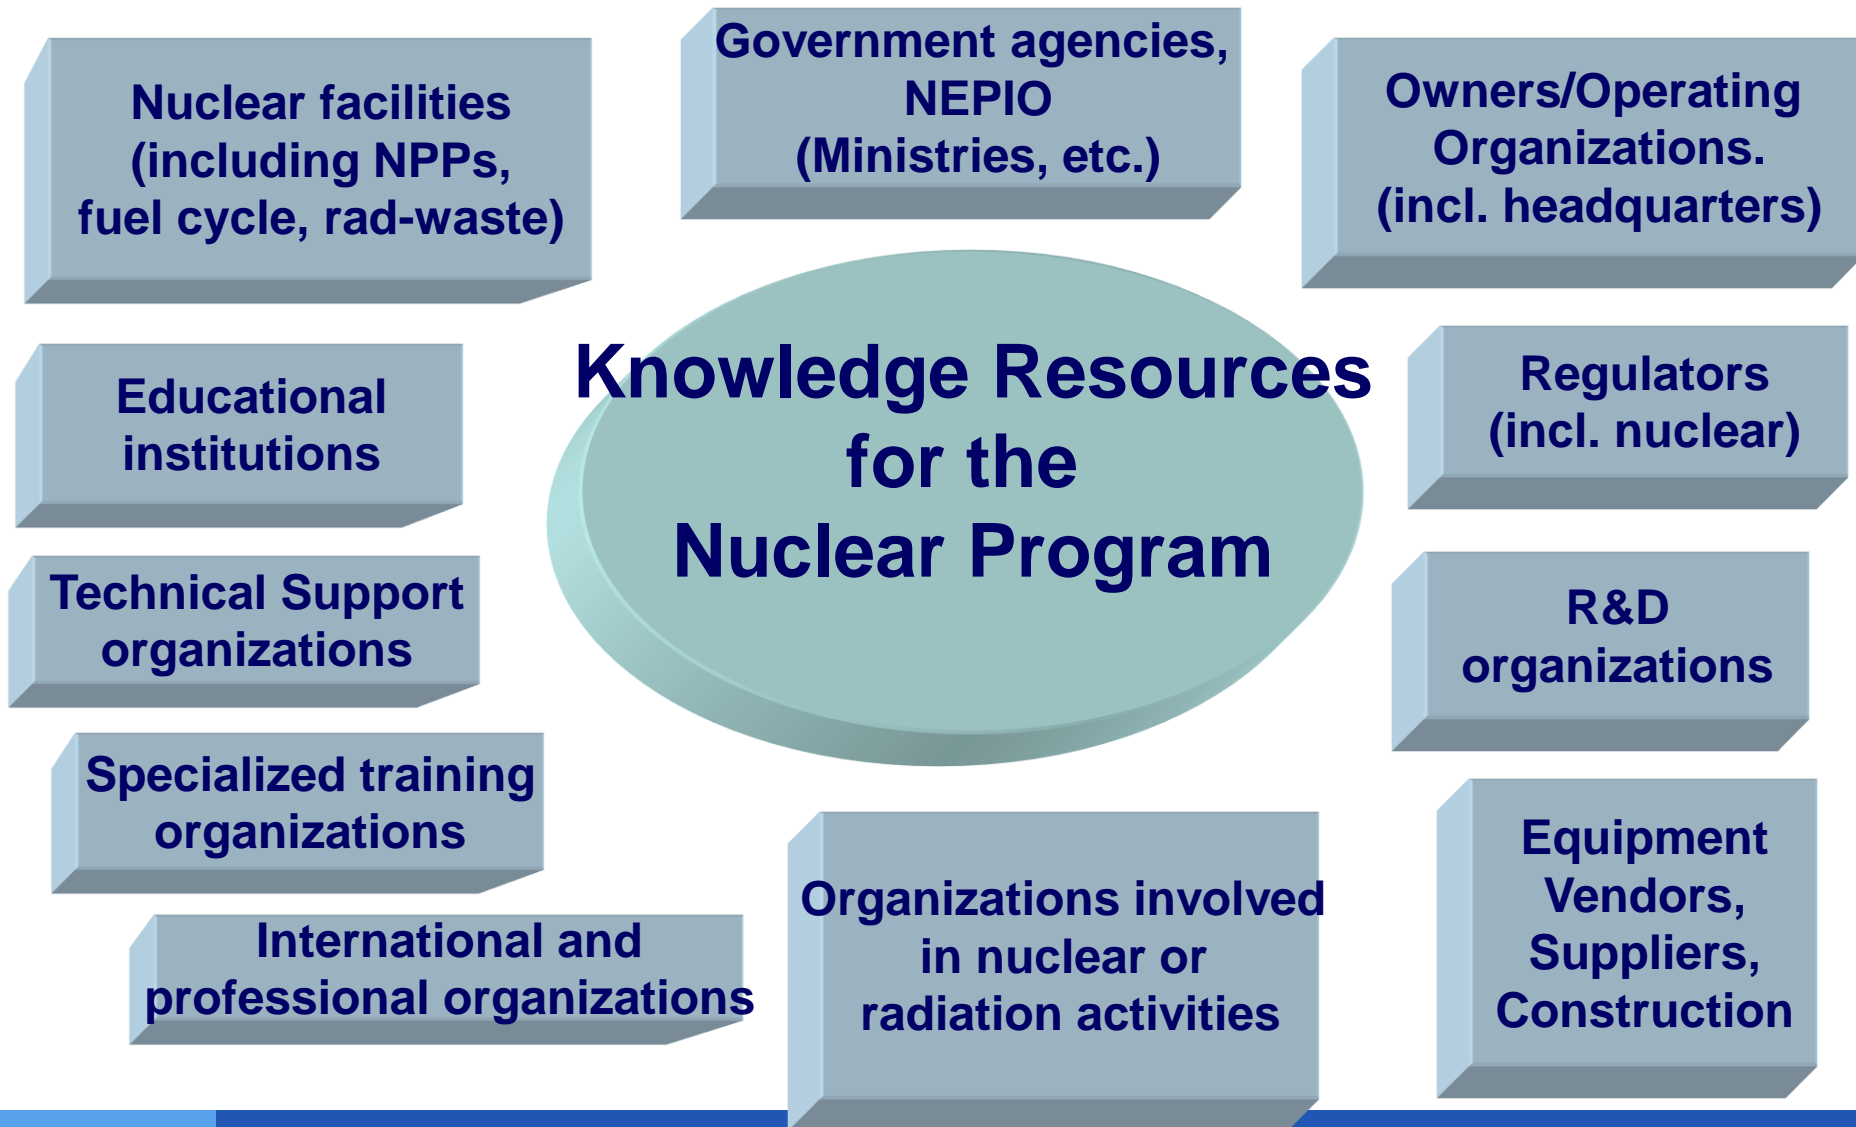 Government agencies,
NEPIO
(Ministries, etc.)
Nuclear facilities
(including NPPs,
fuel cycle, rad-waste)
Owners/Operating
Organizations.
(incl. headquarters)
Knowledge Resources
for the
Nuclear Program
Educational
institutions
Regulators
(incl. nuclear)
Technical Support
organizations
R&D
organizations
Specialized training
organizations
Equipment
Vendors,
Suppliers,
Construction
Organizations involved
in nuclear or
radiation activities
International and
professional organizations